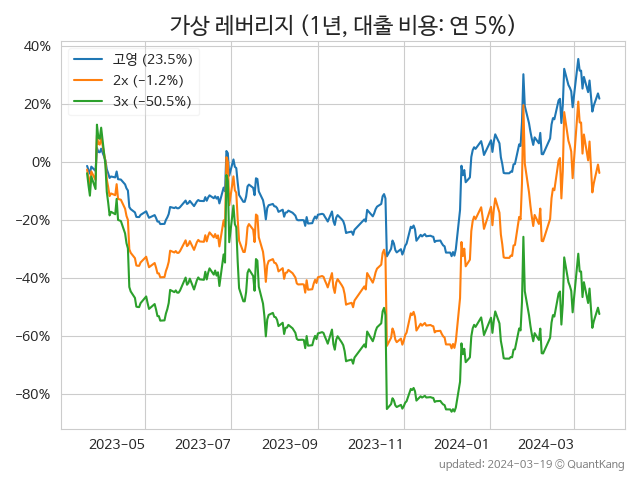 가상 레버리지 (1년, 대출 비용: 연 5%)
고영 (23.5%)
2x (−1.2%)
3x (−50.5%)
40%
20%
0%
−20%
−40%
−60%
−80%
2023-05
2023-07
2023-09
2023-11
2024-01
2024-03
updated: 2024-03-19 ⓒ QuantKang